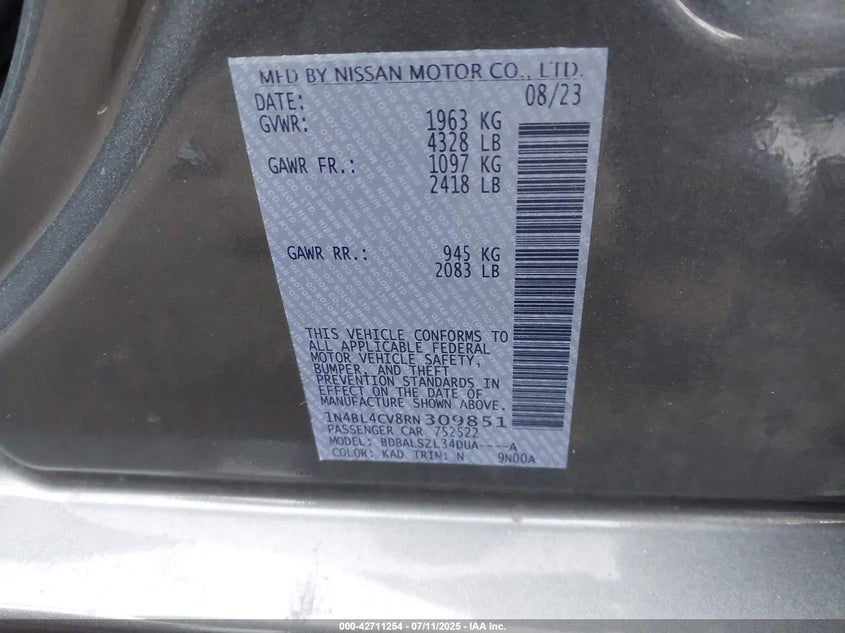 MFD BY NISSAN MOTOR CO., LTD.
DATE: 08/23
GVWR: 1963 KG
4328 LB
GAWR FR.: 1097 KG
2418 LB
GAWR RR.: 945 KG
2083 LB
THIS VEHICLE CONFORMS TO
ALL APPLICABLE FEDERAL
MOTOR VEHICLE SAFETY,
BUMPER, AND THEFT
PREVENTION STANDARDS IN
EFFECT ON THE DATE OF
MANUFACTURE SHOWN ABOVE.
1N4BL4CV8RN309851
PASSENGER CAR 752522
MODEL: BDBALSZL34DUA----A
COLOR: KAD TRIM: N 9N00A
000-42711254 - 07/11/2025 - IAA Inc.